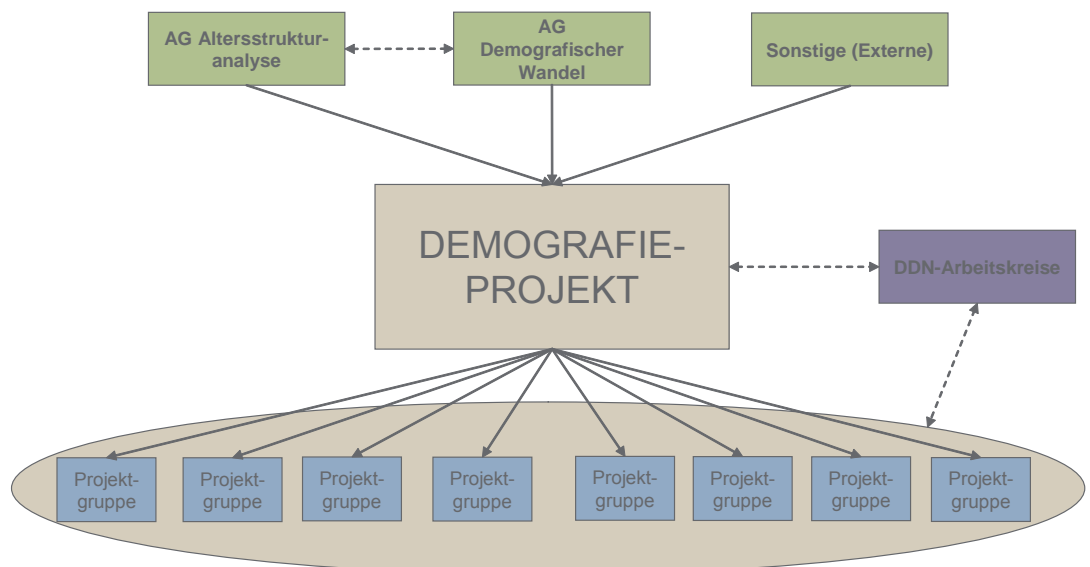 AG Altersstruktur-
analyse
AG
Demografischer
Wandel
Sonstige (Externe)
DEMOGRAFIE-
PROJEKT
DDN-Arbeitskreise
Projekt-
gruppe
Projekt-
gruppe
Projekt-
gruppe
Projekt-
gruppe
Projekt-
gruppe
Projekt-
gruppe
Projekt-
gruppe
Projekt-
gruppe